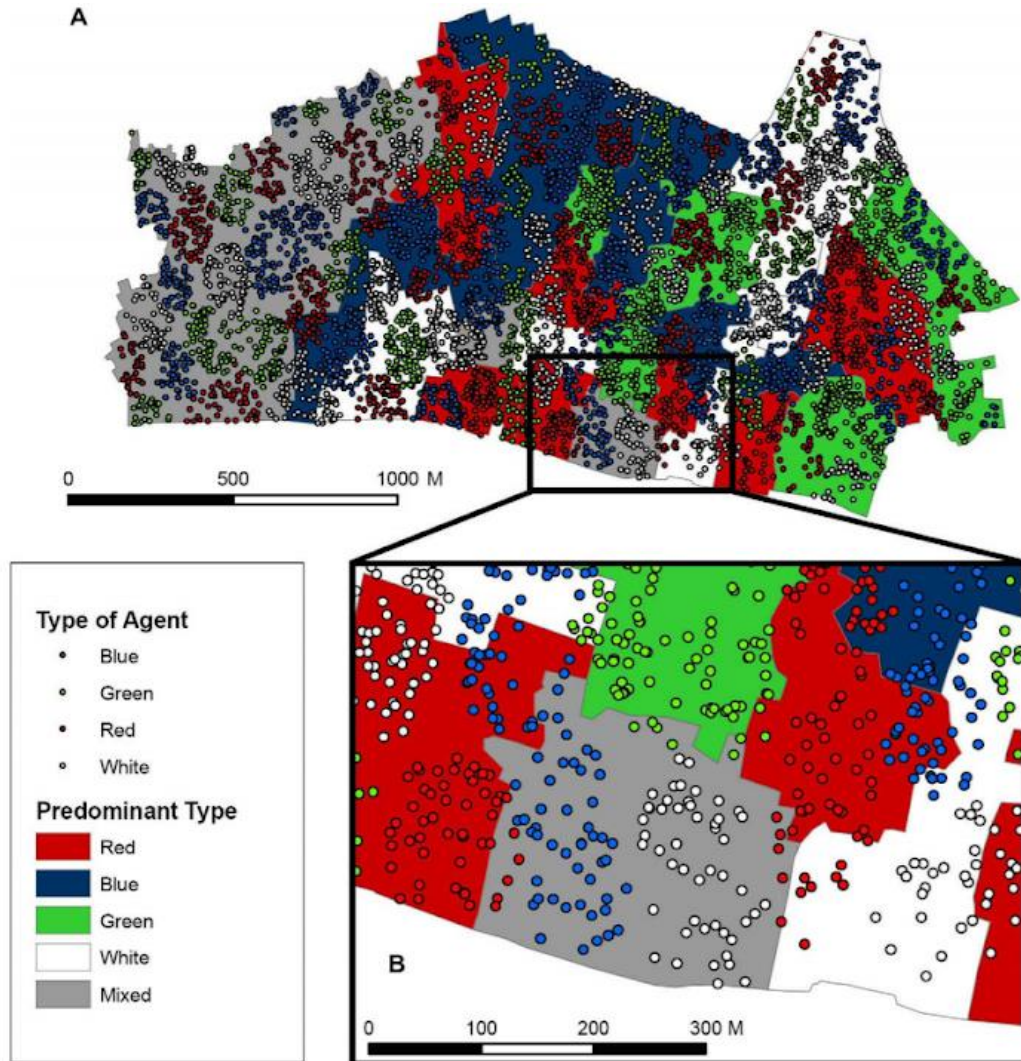 A
0 500 1000 M
Type of Agent
Blue
Green
Red
White
Predominant Type
Red
Blue
Green
White
Mixed
B
0 100 200 300 M